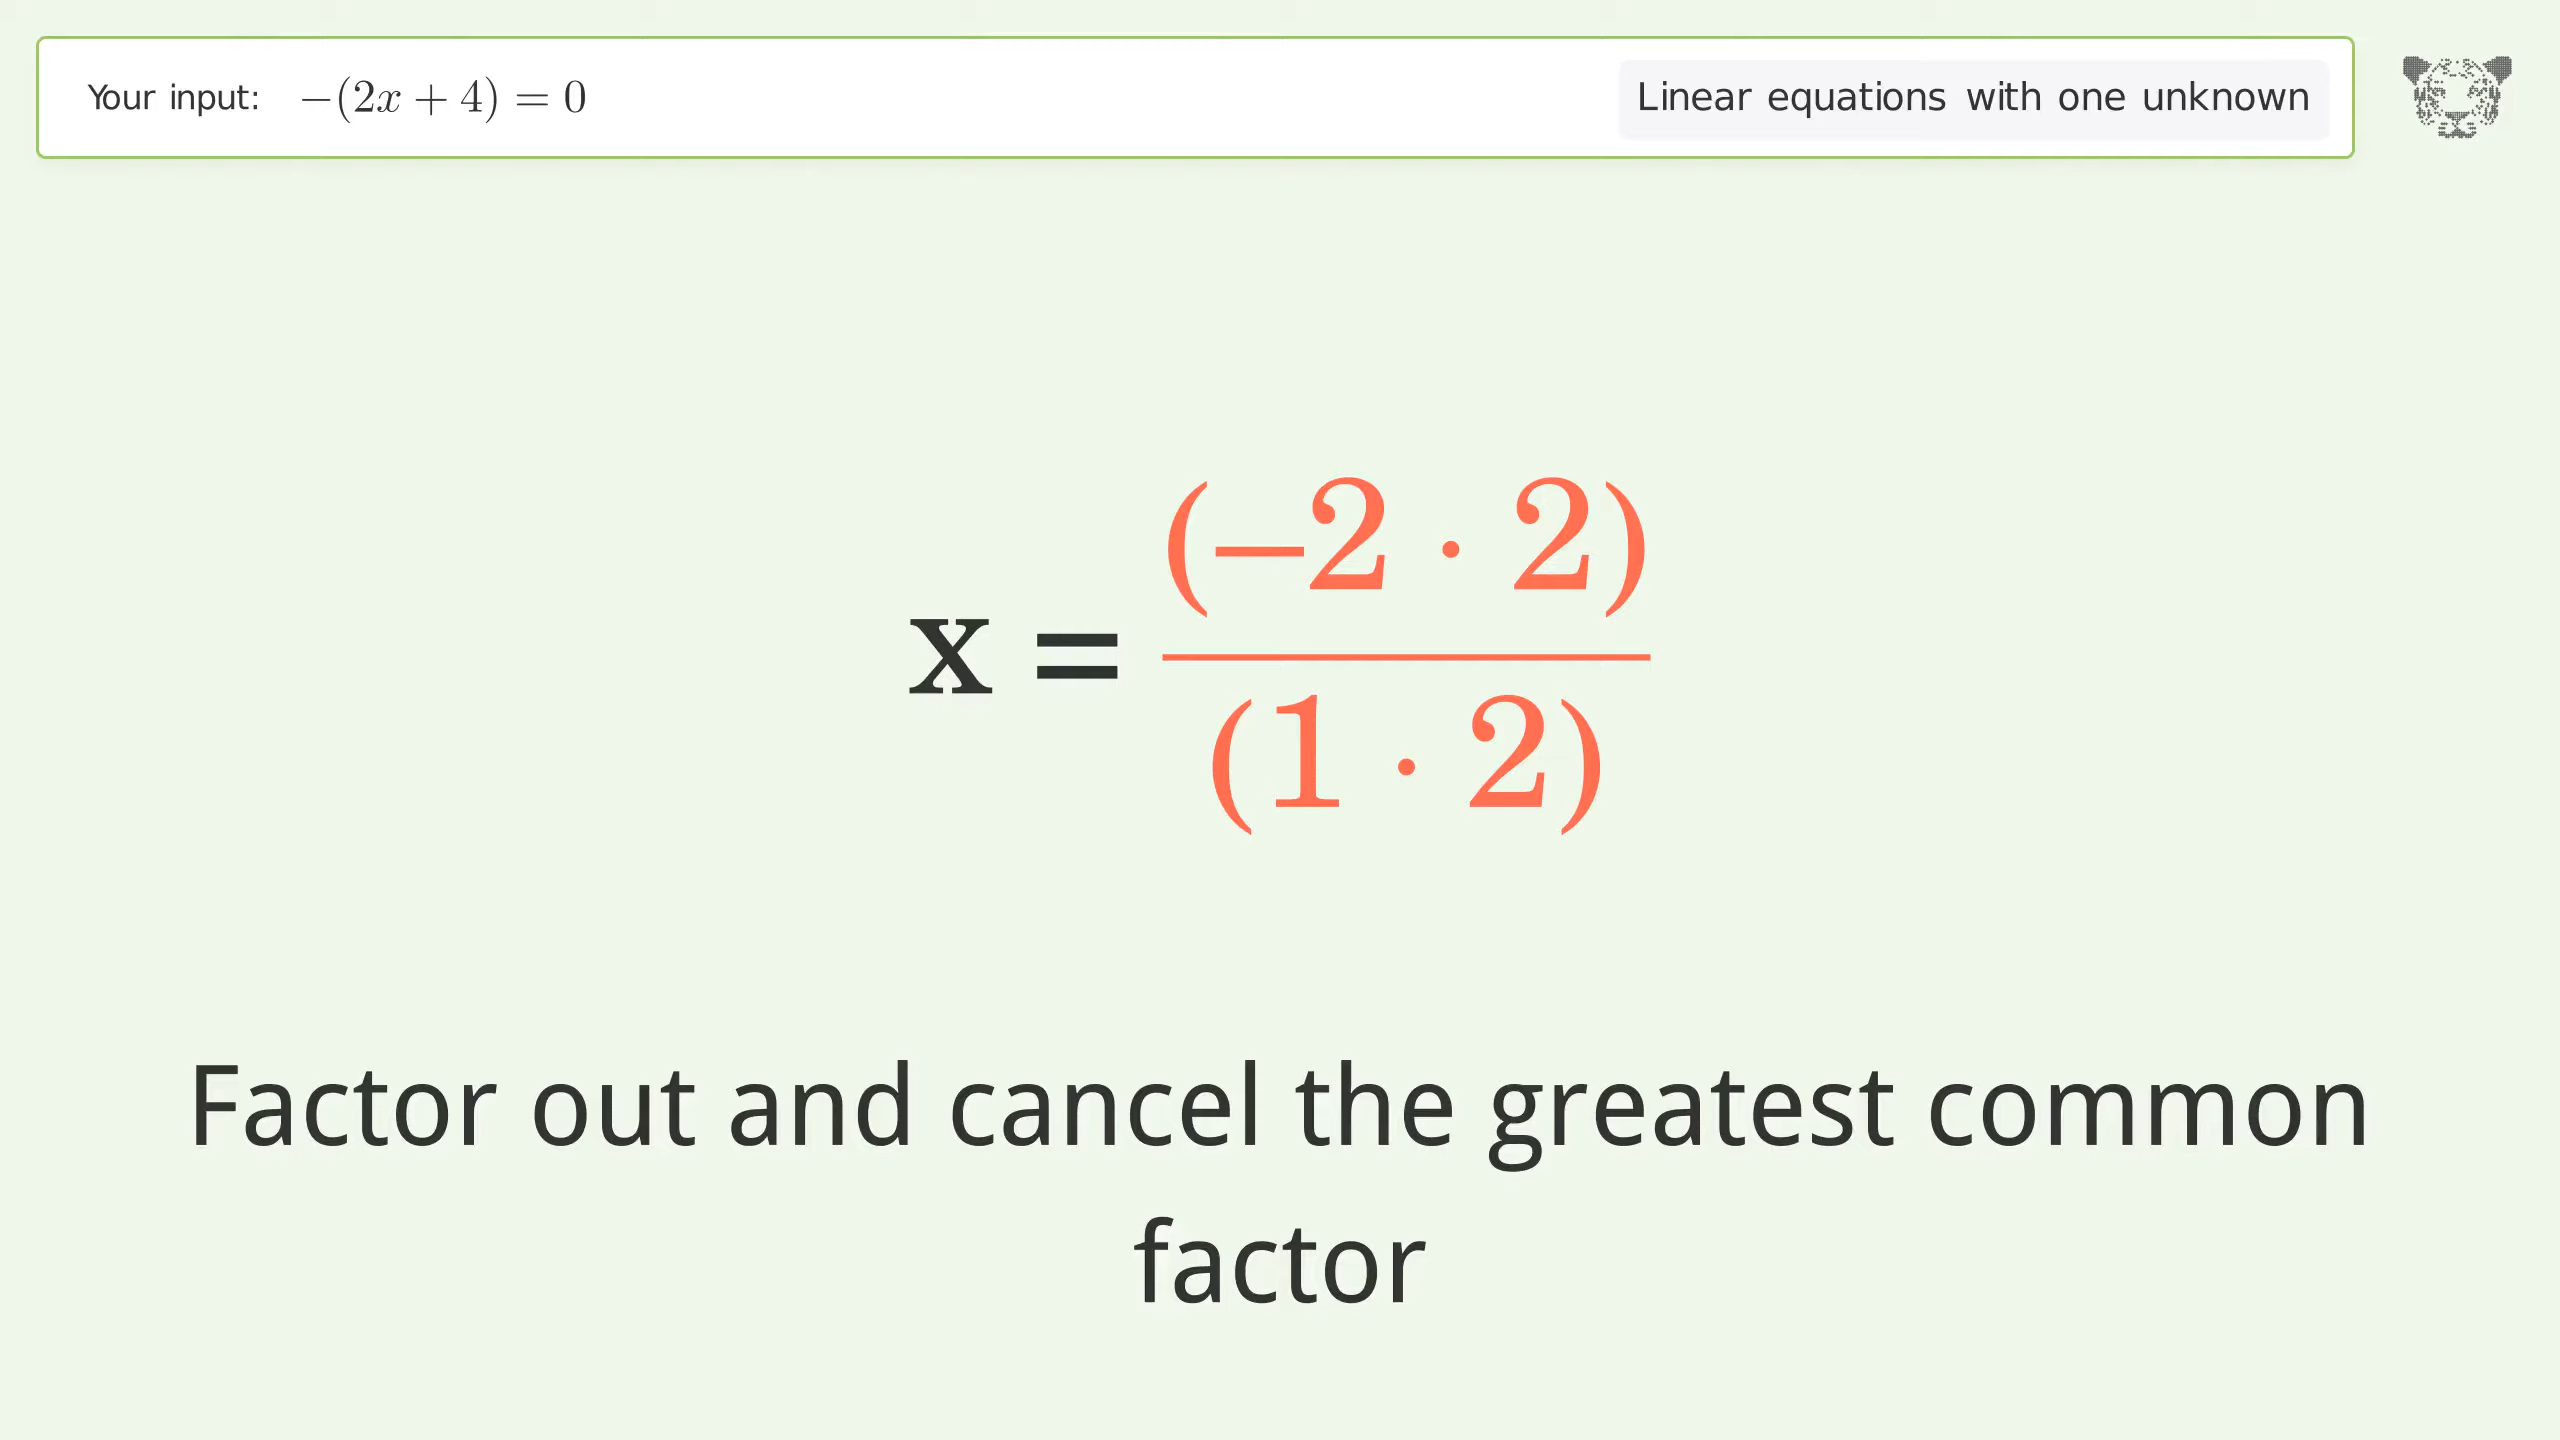 Your input: −(2x + 4) = 0
Linear equations with one unknown
x = (−2 · 2) / (1 · 2)
Factor out and cancel the greatest common
factor